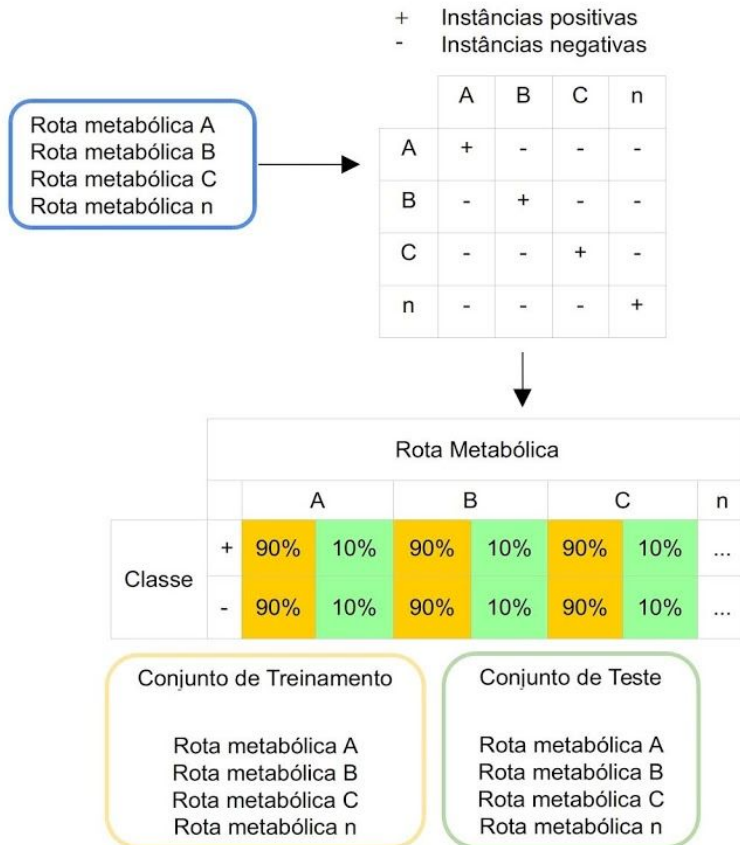 + Instâncias positivas
- Instâncias negativas
Rota metabólica A
Rota metabólica B
Rota metabólica C
Rota metabólica n
A B C n
A + - - -
B - + - -
C - - + -
n - - - +
Rota Metabólica
A B C n
Classe
+ 90% 10% 90% 10% 90% 10% ...
- 90% 10% 90% 10% 90% 10% ...
Conjunto de Treinamento
Rota metabólica A
Rota metabólica B
Rota metabólica C
Rota metabólica n
Conjunto de Teste
Rota metabólica A
Rota metabólica B
Rota metabólica C
Rota metabólica n